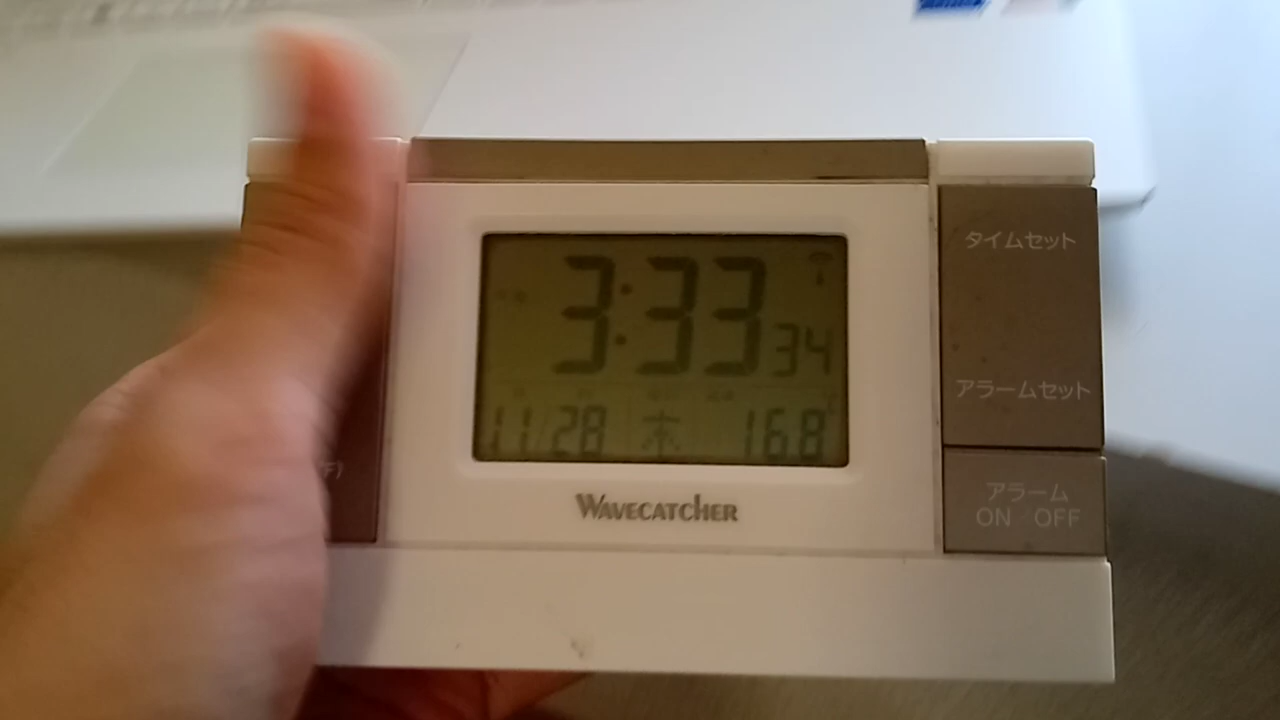 タイムセット
3:33 34
11/28 木 16.8
アラームセット
WAVECATCHER
アラーム
ON/OFF